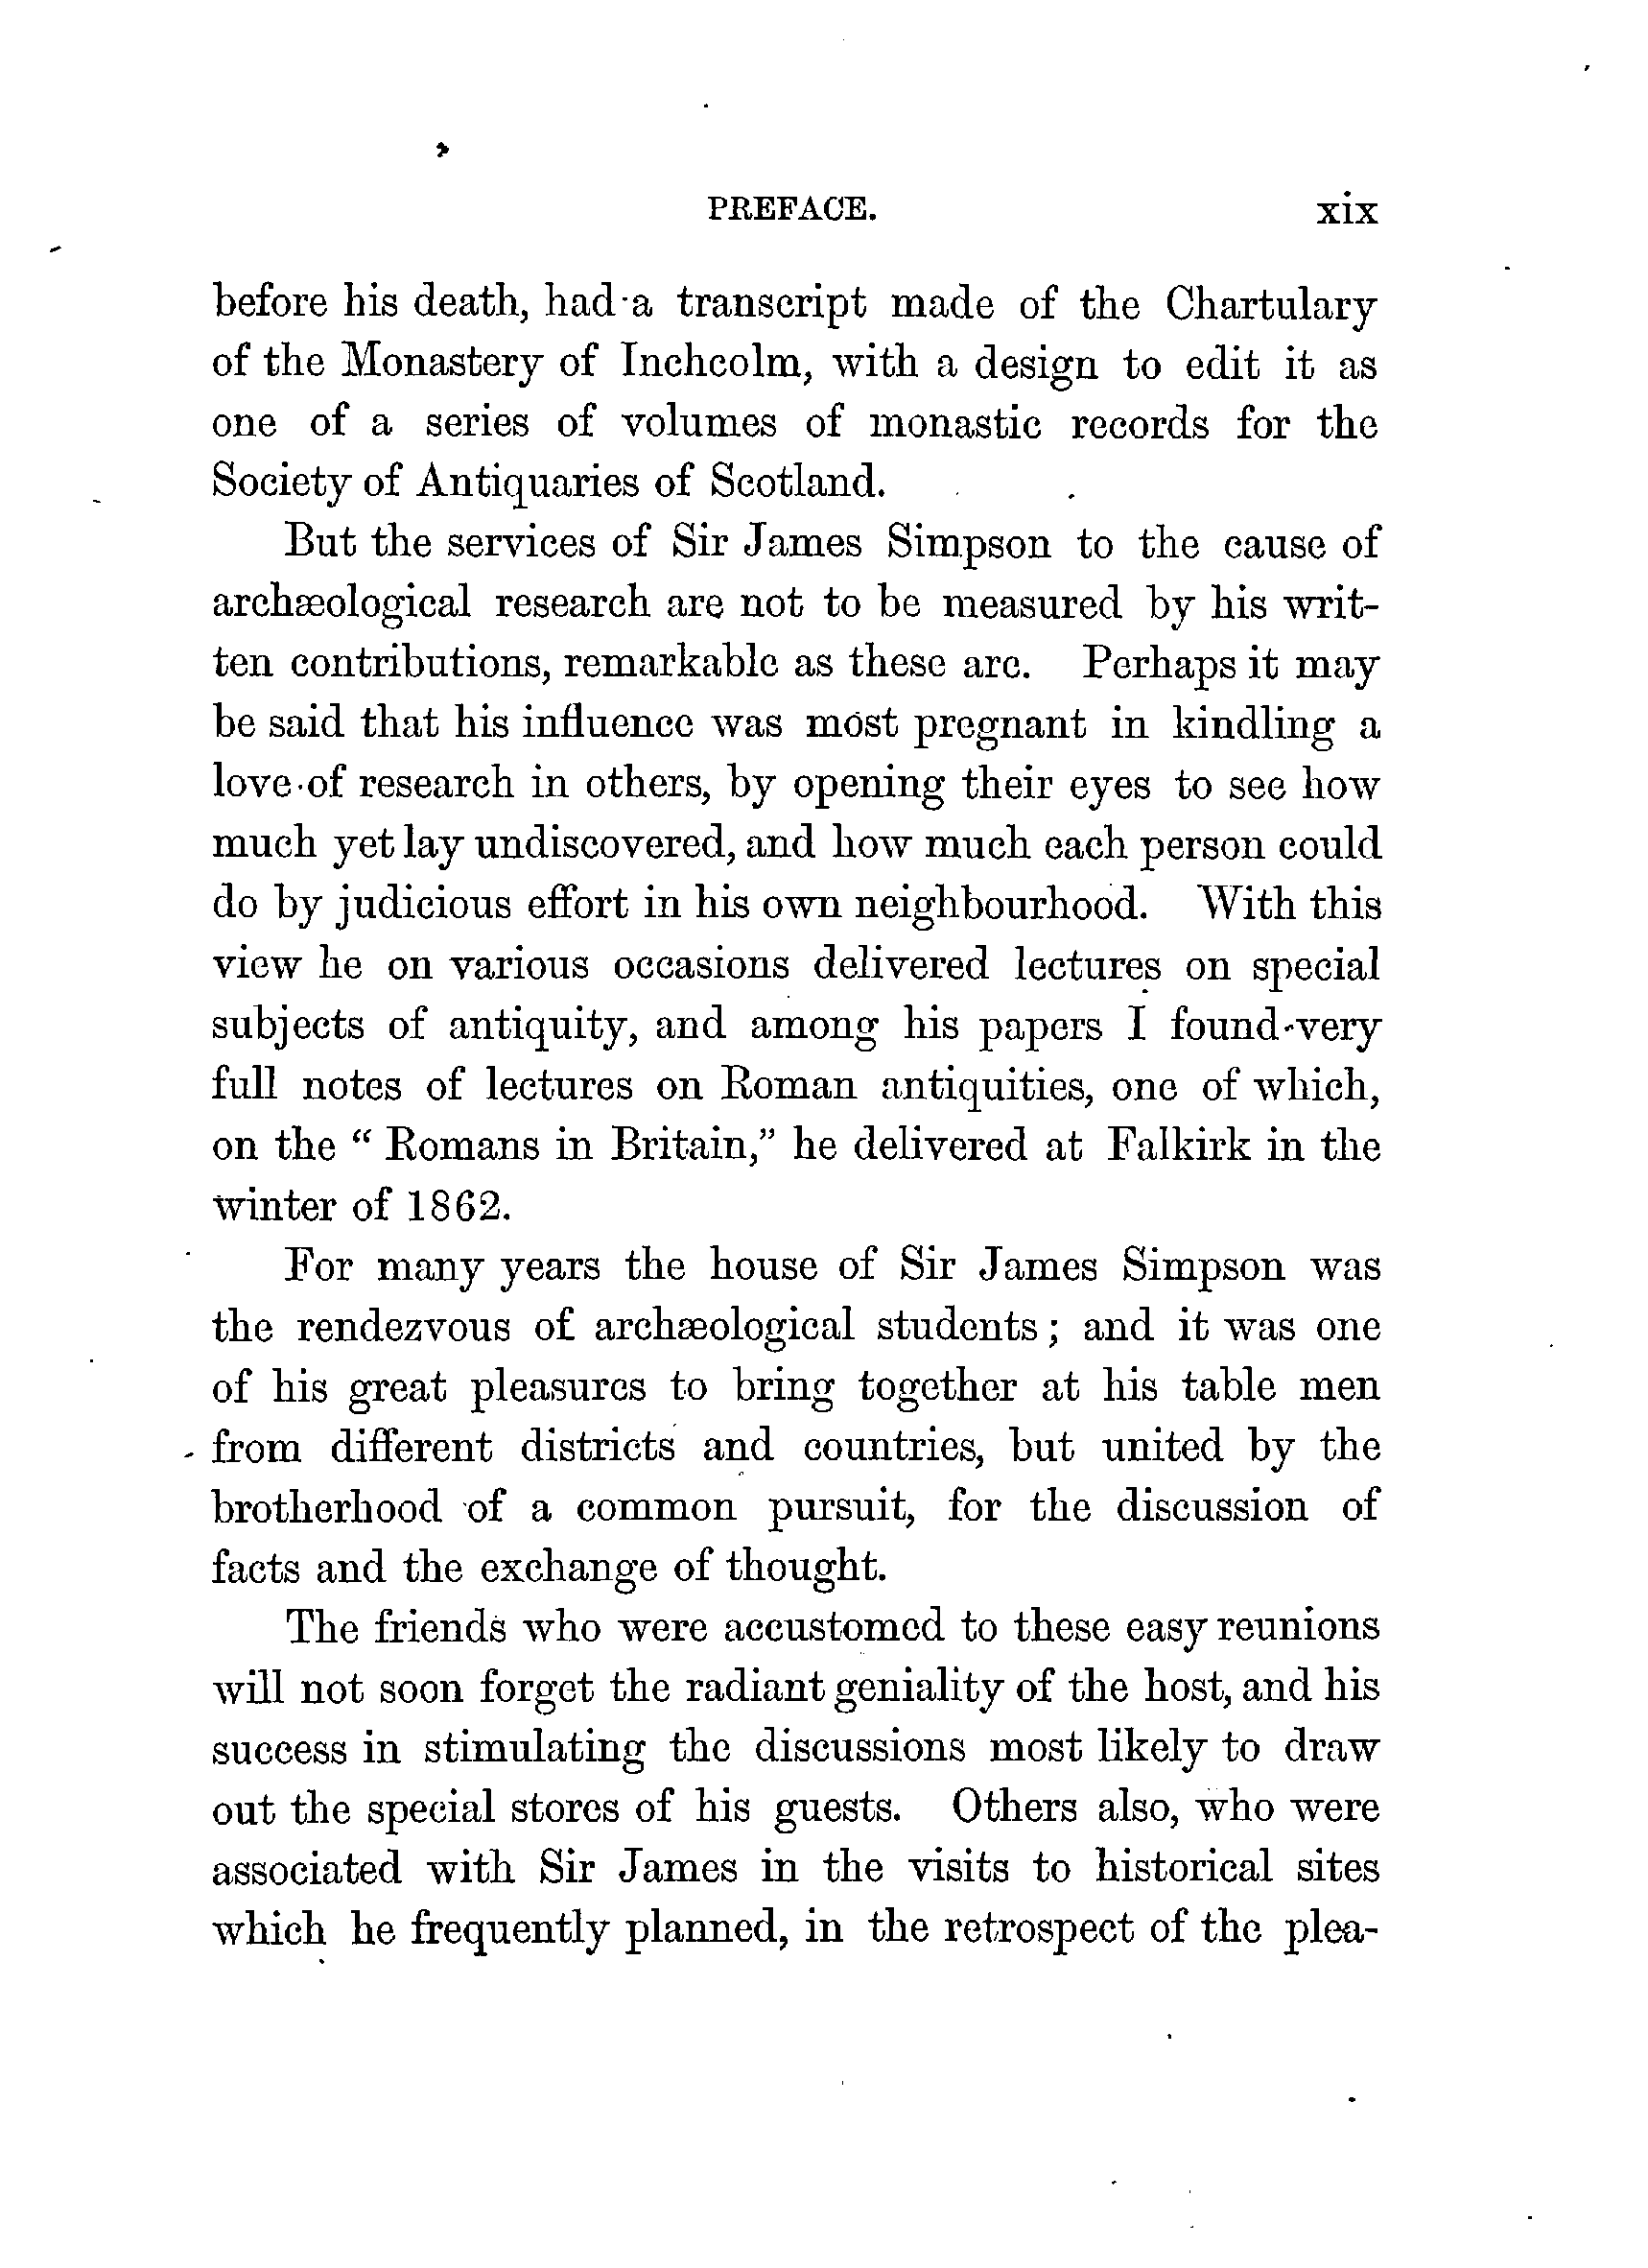 PREFACE. xix
before his death, had a transcript made of the Chartulary
of the Monastery of Inchcolm, with a design to edit it as
one of a series of volumes of monastic records for the
Society of Antiquaries of Scotland.
But the services of Sir James Simpson to the cause of
archæological research are not to be measured by his writ-
ten contributions, remarkable as these are. Perhaps it may
be said that his influence was most pregnant in kindling a
love of research in others, by opening their eyes to see how
much yet lay undiscovered, and how much each person could
do by judicious effort in his own neighbourhood. With this
view he on various occasions delivered lectures on special
subjects of antiquity, and among his papers I found very
full notes of lectures on Roman antiquities, one of which,
on the “ Romans in Britain,” he delivered at Falkirk in the
winter of 1862.
For many years the house of Sir James Simpson was
the rendezvous of archæological students; and it was one
of his great pleasures to bring together at his table men
from different districts and countries, but united by the
brotherhood of a common pursuit, for the discussion of
facts and the exchange of thought.
The friends who were accustomed to these easy reunions
will not soon forget the radiant geniality of the host, and his
success in stimulating the discussions most likely to draw
out the special stores of his guests. Others also, who were
associated with Sir James in the visits to historical sites
which he frequently planned, in the retrospect of the plea-